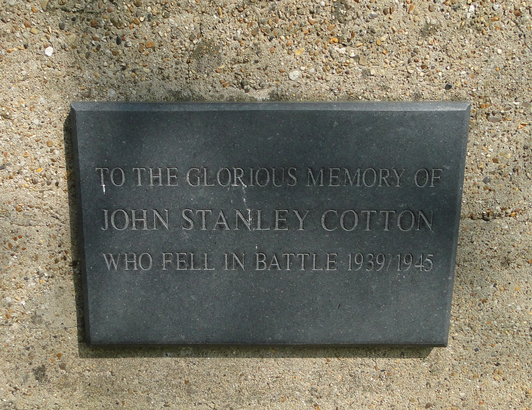 TO THE GLORIOUS MEMORY OF
JOHN STANLEY COTTON
WHO FELL IN BATTLE 1939/1945